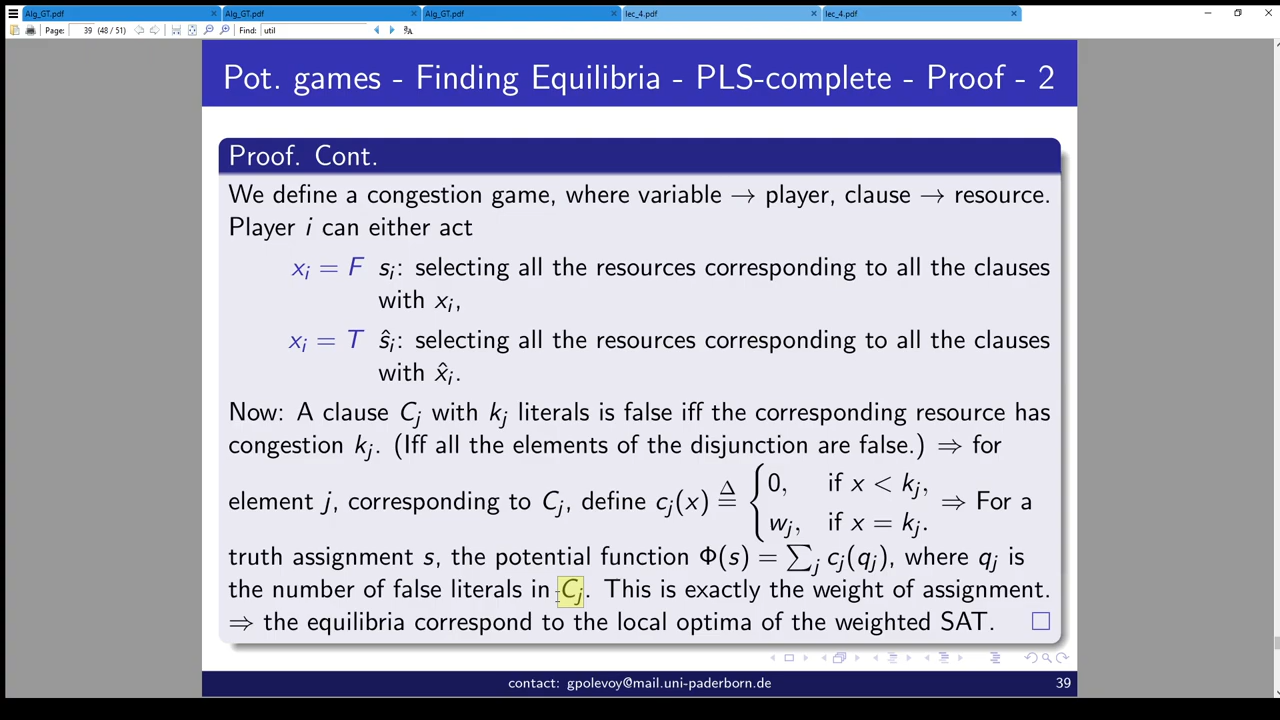 Alg_GT.pdf Alg_GT.pdf Alg_GT.pdf lec_4.pdf lec_4.pdf
Page: 39 (48 / 51) Find: util
Pot. games - Finding Equilibria - PLS-complete - Proof - 2
Proof. Cont.
We define a congestion game, where variable → player, clause → resource.
Player i can either act
x_i = F s_i: selecting all the resources corresponding to all the clauses
with x_i,
x_i = T ŝ_i: selecting all the resources corresponding to all the clauses
with x̂_i.
Now: A clause C_j with k_j literals is false iff the corresponding resource has
congestion k_j. (Iff all the elements of the disjunction are false.) ⇒ for
element j, corresponding to C_j, define c_j(x) ≜ { 0, if x < k_j, w_j, if x = k_j. ⇒ For a
truth assignment s, the potential function Φ(s) = ∑_j c_j(q_j), where q_j is
the number of false literals in C_j. This is exactly the weight of assignment.
⇒ the equilibria correspond to the local optima of the weighted SAT. □
contact: gpolevoy@mail.uni-paderborn.de 39